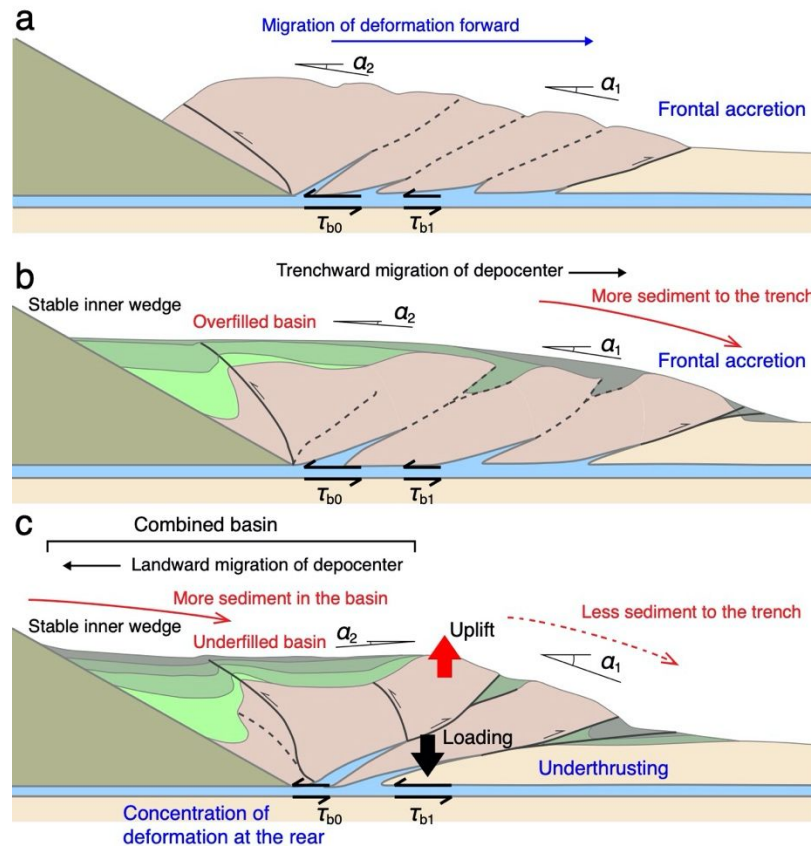 a
Migration of deformation forward
α2
α1
Frontal accretion
τb0
τb1
b
Trenchward migration of depocenter
Stable inner wedge
More sediment to the trench
Overfilled basin
α2
α1
Frontal accretion
τb0
τb1
c
Combined basin
Landward migration of depocenter
More sediment in the basin
Less sediment to the trench
Stable inner wedge
Underfilled basin
α2
Uplift
α1
Loading
Underthrusting
Concentration of
deformation at the rear
τb0
τb1